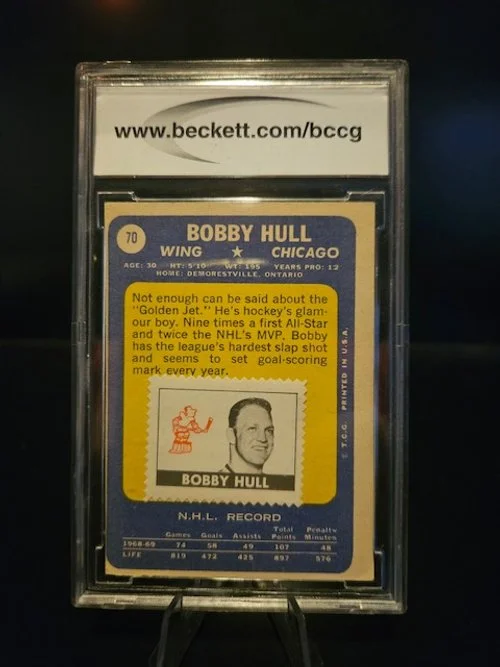 www.beckett.com/bccg
70
BOBBY HULL
WING ★ CHICAGO
AGE: 30 HT: 5'10 WT: 195 YEARS PRO: 12
HOME: DEMORESTVILLE, ONTARIO
Not enough can be said about the
"Golden Jet." He's hockey's glam-
our boy. Nine times a first All-Star
and twice the NHL's MVP. Bobby
has the league's hardest slap shot
and seems to set goal-scoring
mark every year.
BOBBY HULL
© T.C.G. PRINTED IN U.S.A.
N.H.L. RECORD
Games Goals Assists Total Points Penalty Minutes
1968-69 74 58 49 107 48
LIFE 819 472 425 897 576